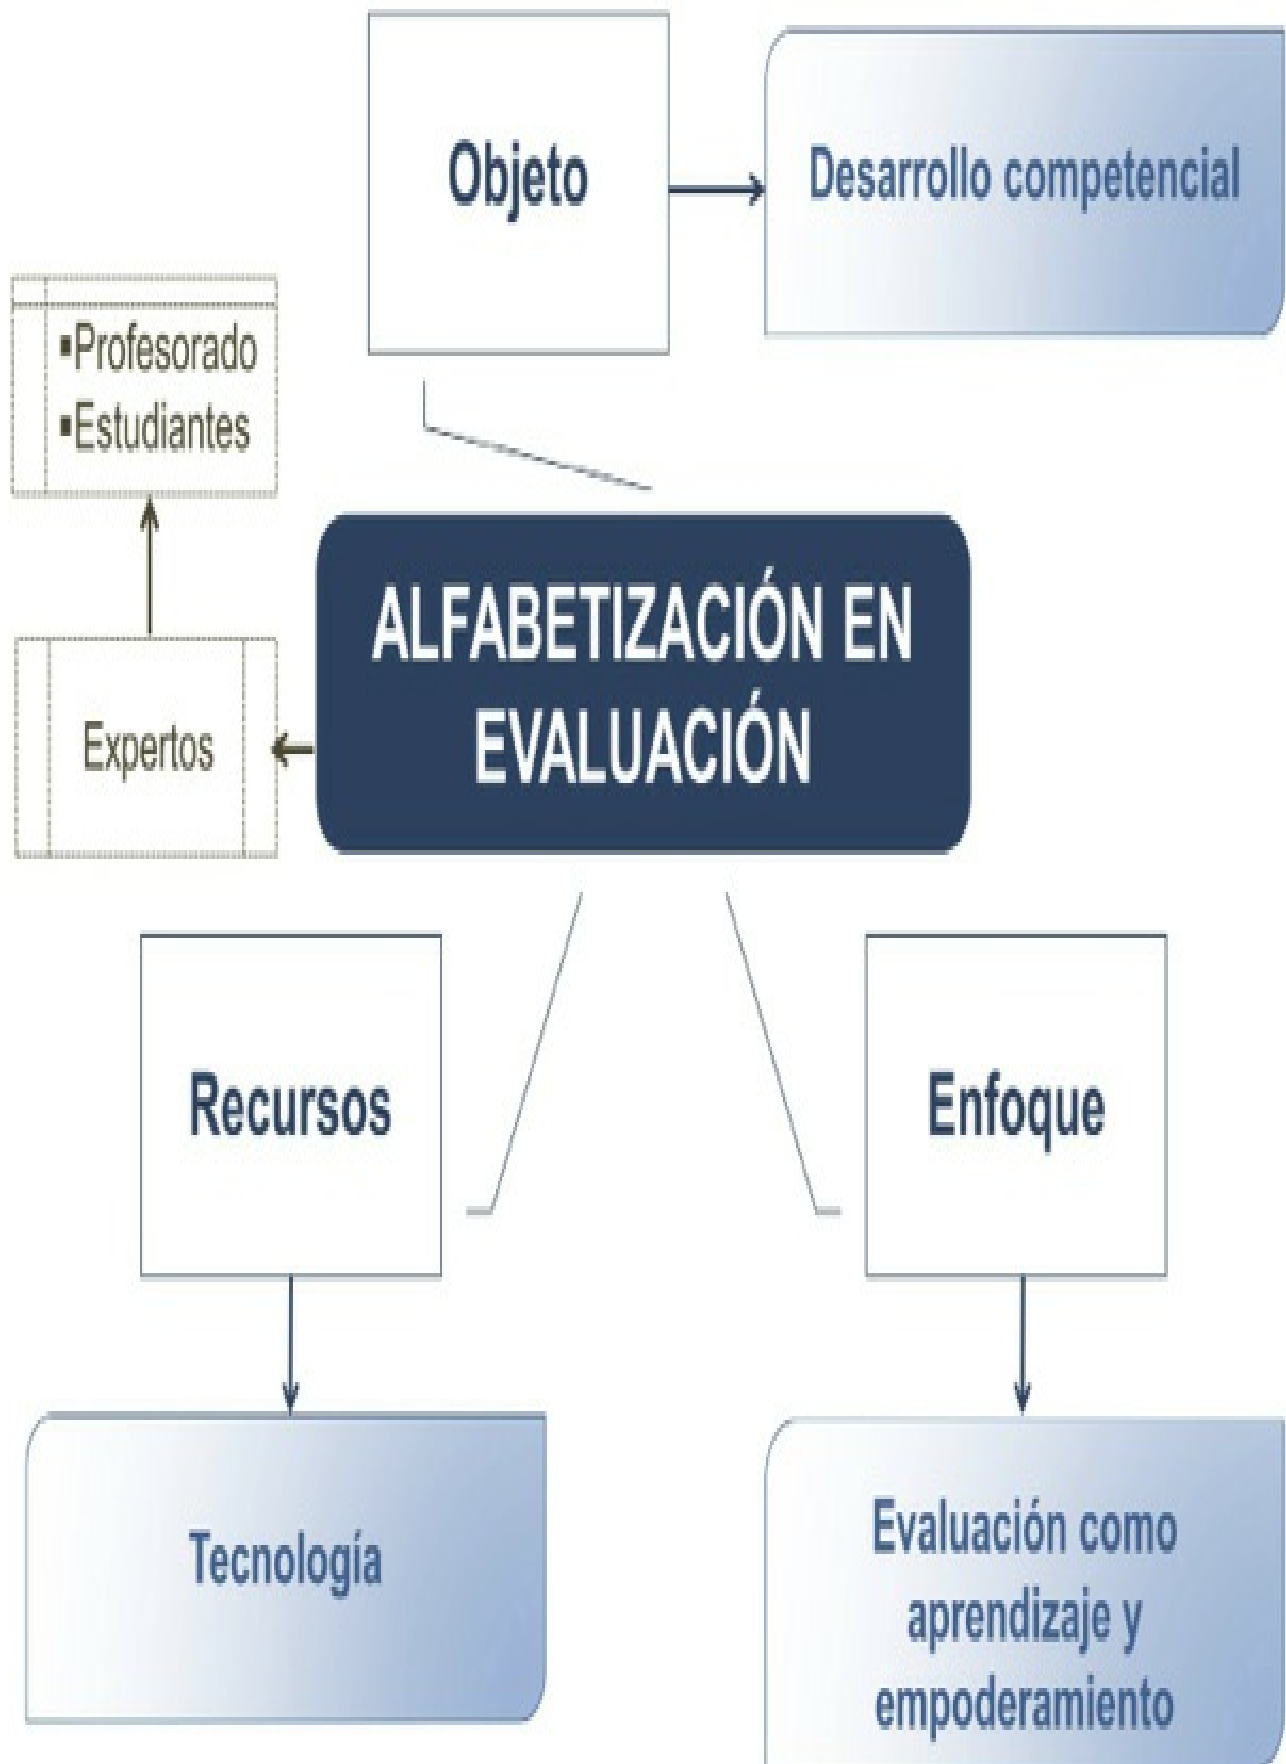 Objeto
Desarrollo competencial
▪Profesorado
▪Estudiantes
ALFABETIZACIÓN EN
EVALUACIÓN
Expertos
Recursos
Enfoque
Tecnología
Evaluación como
aprendizaje y
empoderamiento